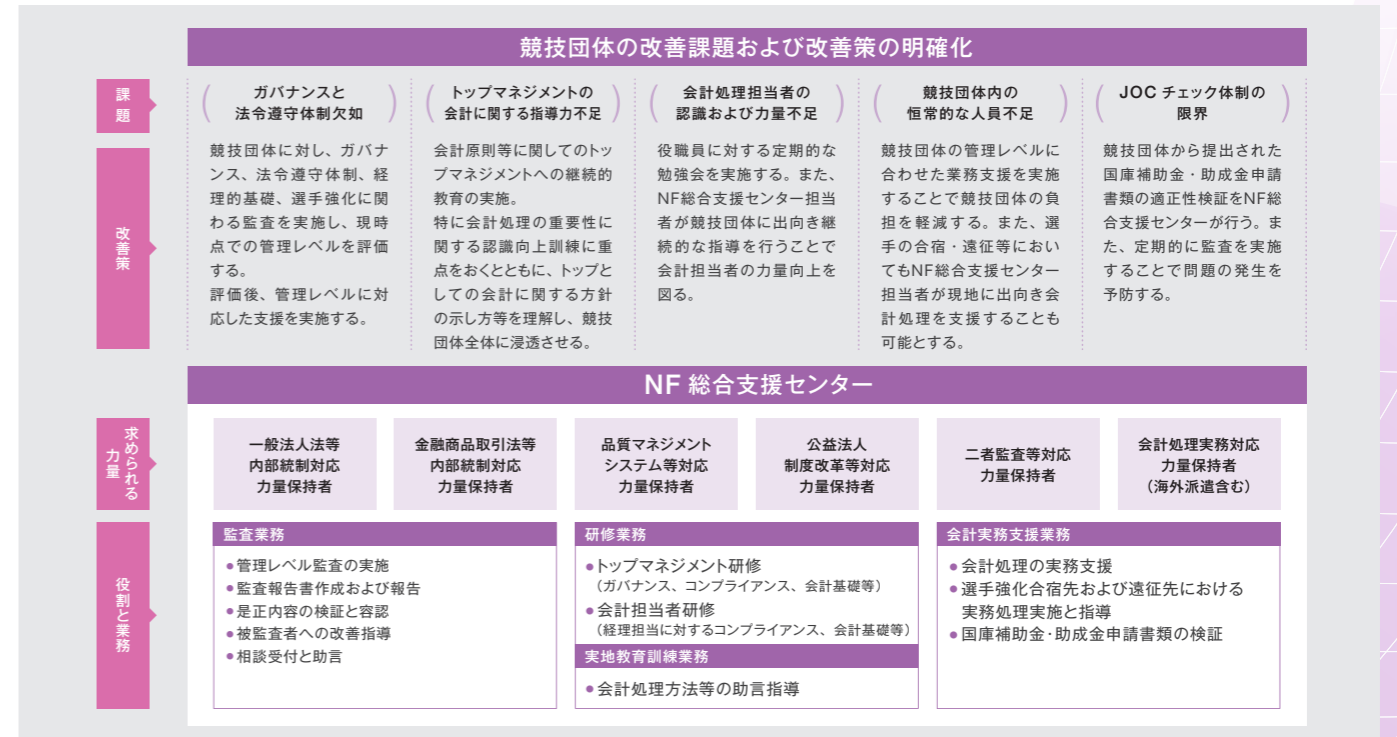 競技団体の改善課題および改善策の明確化
課題
ガバナンスと
法令遵守体制欠如
トップマネジメントの
会計に関する指導力不足
会計処理担当者の
認識および力量不足
競技団体内の
恒常的な人員不足
JOC チェック体制の
限界
改善策
競技団体に対し、ガバナ
ンス、法令遵守体制、経
理的基礎、選手強化に関
わる監査を実施し、現時
点での管理レベルを評価
する。
評価後、管理レベルに対
応した支援を実施する。
会計原則等に関してのトッ
プマネジメントへの継続的
教育の実施。
特に会計処理の重要性に
関する認識向上訓練に重
点をおくとともに、トップと
しての会計に関する方針
の示し方等を理解し、競技
団体全体に浸透させる。
役職員に対する定期的な
勉強会を実施する。また、
NF総合支援センター担当
者が競技団体に出向き継
続的な指導を行うことで
会計担当者の力量向上を
図る。
競技団体の管理レベルに
合わせた業務支援を実施
することで競技団体の負
担を軽減する。また、選
手の合宿・遠征等におい
てもNF総合支援センター
担当者が現地に出向き会
計処理を支援することも
可能とする。
競技団体から提出された
国庫補助金・助成金申請
書類の適正性検証をNF総
合支援センターが行う。ま
た、定期的に監査を実施
することで問題の発生を
予防する。
NF 総合支援センター
求められる
力量
一般法人法等
内部統制対応
力量保持者
金融商品取引法等
内部統制対応
力量保持者
品質マネジメント
システム等対応
力量保持者
公益法人
制度改革等対応
力量保持者
二者監査等対応
力量保持者
会計処理実務対応
力量保持者
（海外派遣含む）
役割と業務
監査業務
●管理レベル監査の実施
●監査報告書作成および報告
●是正内容の検証と容認
●被監査者への改善指導
●相談受付と助言
研修業務
●トップマネジメント研修
（ガバナンス、コンプライアンス、会計基礎等）
●会計担当者研修
（経理担当に対するコンプライアンス、会計基礎等）
実地教育訓練業務
●会計処理方法等の助言指導
会計実務支援業務
●会計処理の実務支援
●選手強化合宿先および遠征先における
実務処理実施と指導
●国庫補助金・助成金申請書類の検証